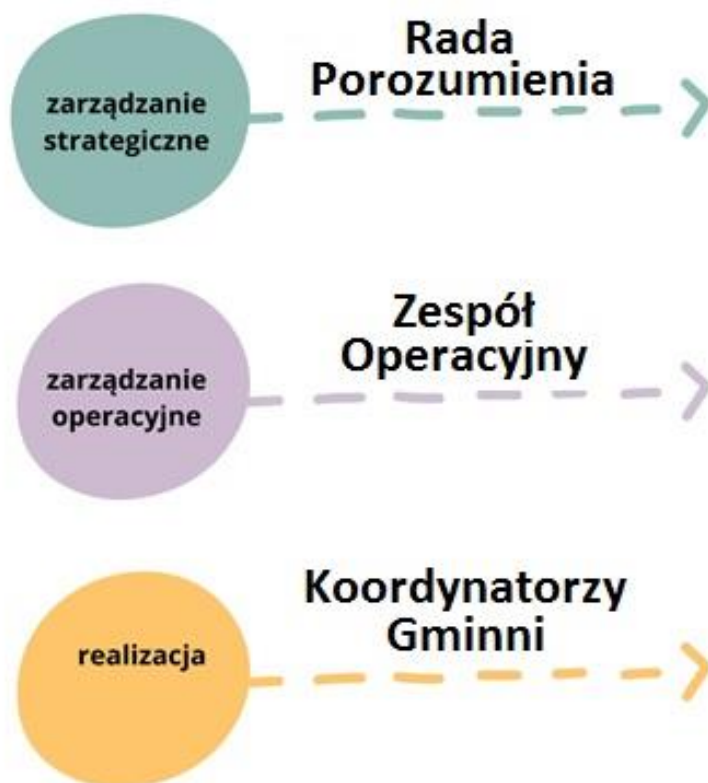 Rada
Porozumienia
zarządzanie
strategiczne
Zespół
Operacyjny
zarządzanie
operacyjne
Koordynatorzy
Gminni
realizacja